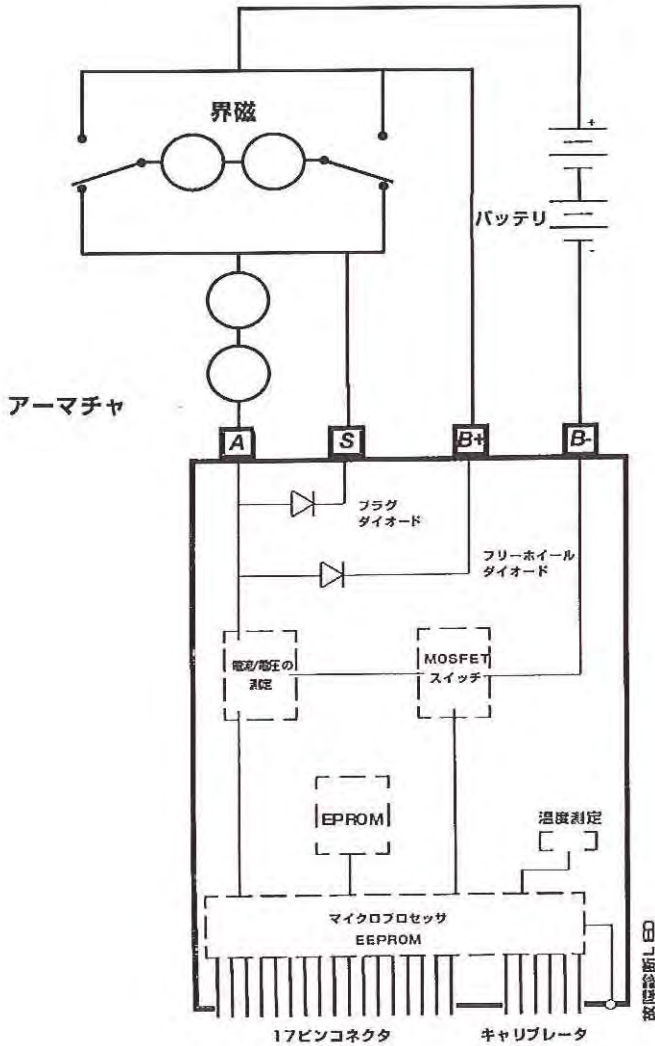 界磁
+
バッテリ
-
アーマチャ
A
S
B+
B-
プラグ
ダイオード
フリーホイール
ダイオード
電流/電圧の
測定
MOSFET
スイッチ
EPROM
温度測定
マイクロプロセッサ
EEPROM
故障診断LED
17ピンコネクタ
キャリブレータ